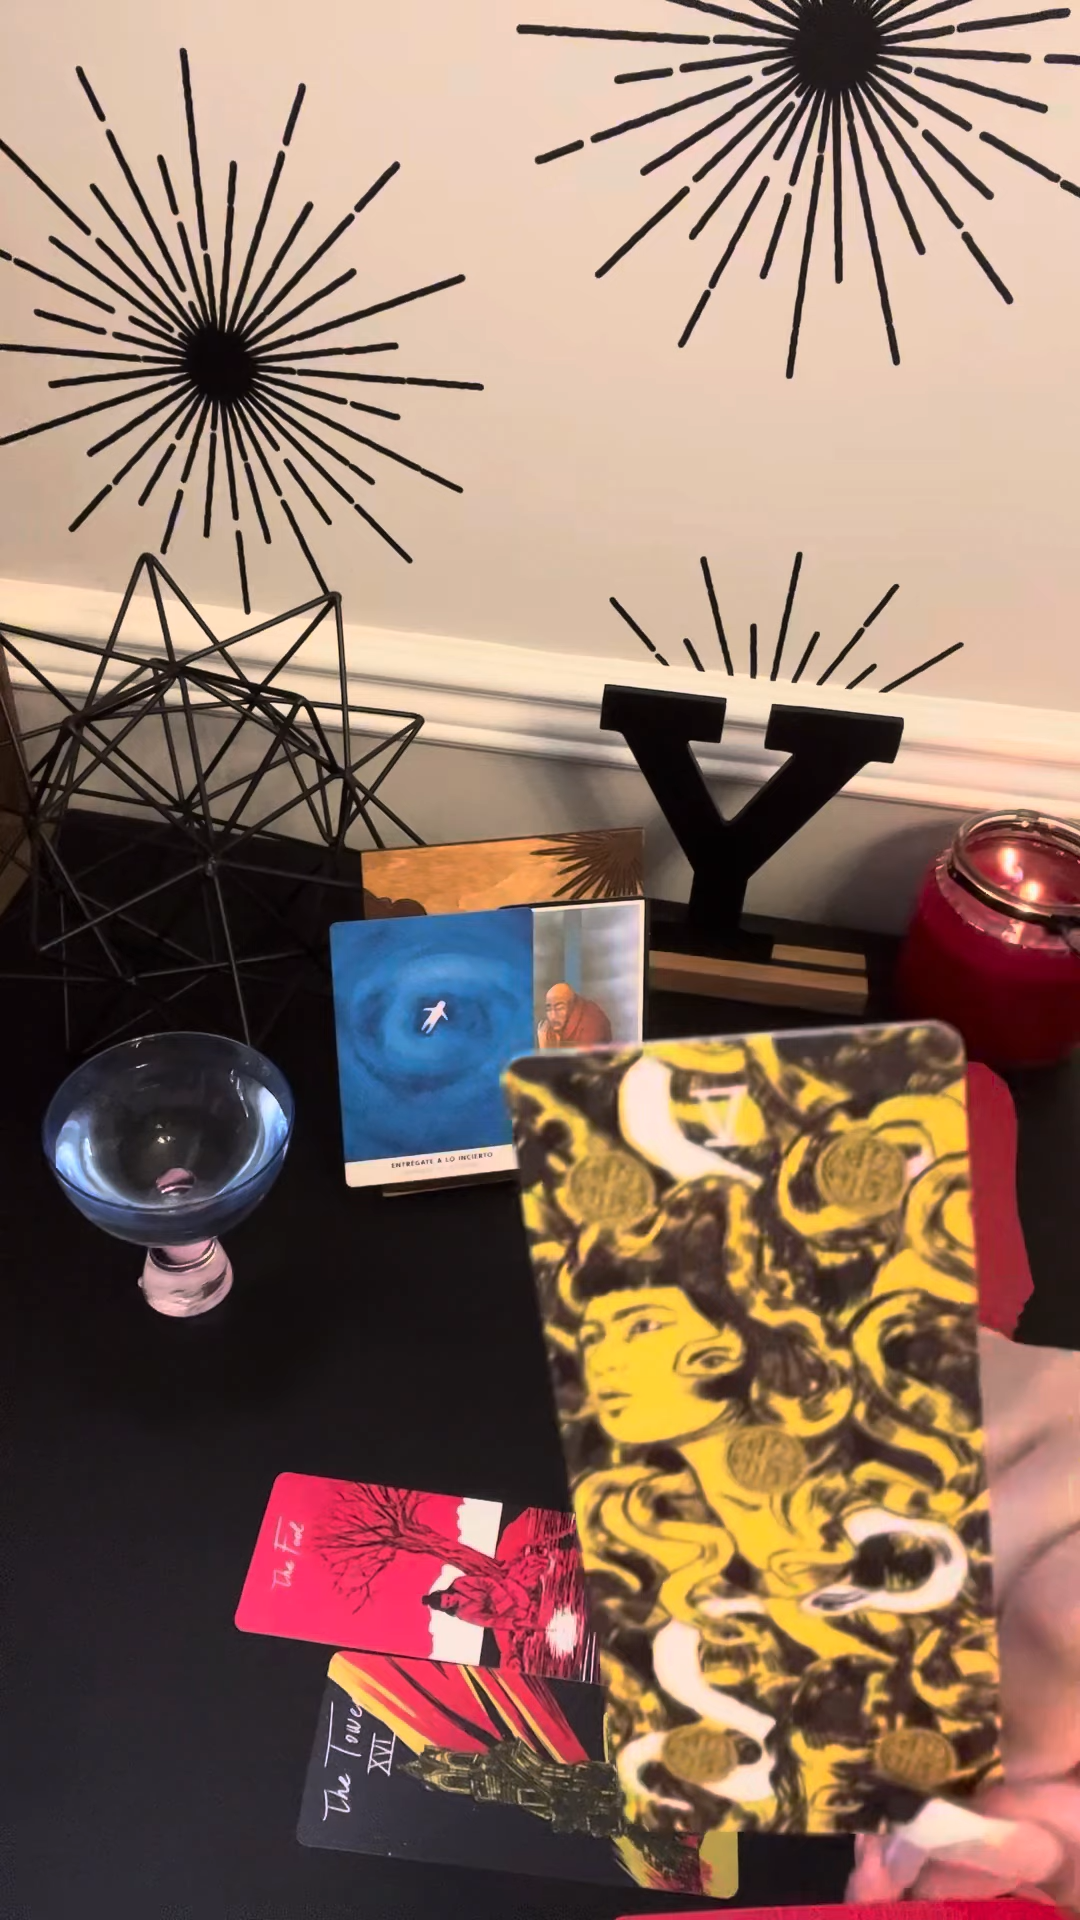 Y
ENTRÉGATE A LO INCIERTO
V
The Fool
The Tower
XVI